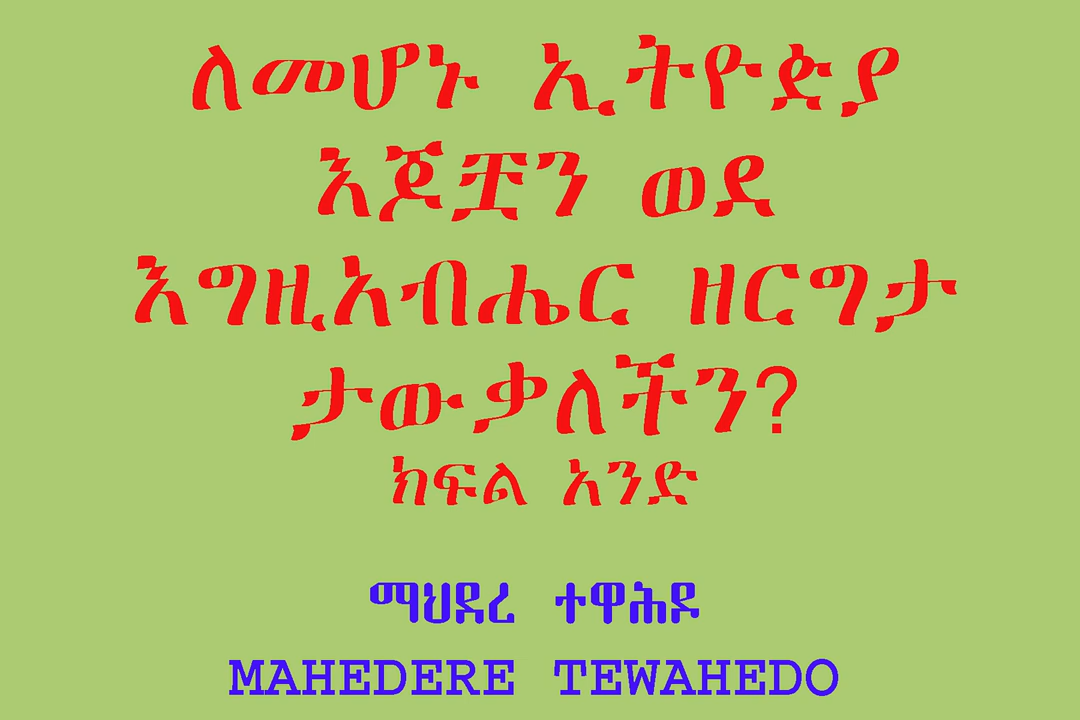 ለመሆኑ ኢትዮጵያ
እጆቿን ወደ
እግዚአብሔር ዘርግታ
ታውቃለችን?
ክፍል አንድ
ማህደረ ተዋሕዶ
MAHEDERE TEWAHEDO